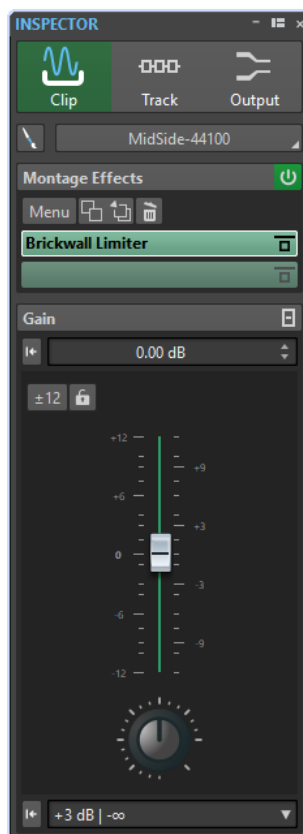 INSPECTOR
Clip Track Output
MidSide-44100
Montage Effects
Menu
Brickwall Limiter
Gain
0.00 dB
±12
+12
+9
+6
+3
0
-3
-6
-9
-12
+3 dB | -∞